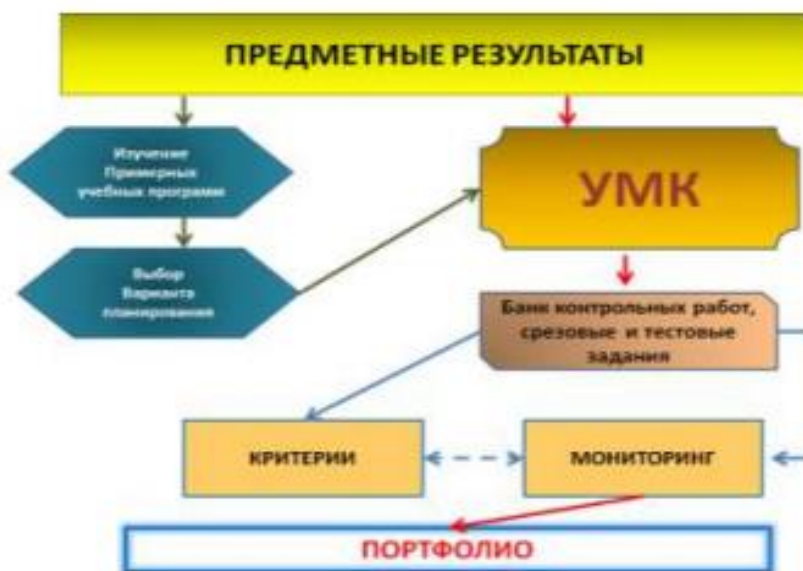 ПРЕДМЕТНЫЕ РЕЗУЛЬТАТЫ
Изучение
Примерных
учебных программ
УМК
Выбор
Варианта
планирования
Банк контрольных работ,
срезовые и тестовые
задания
КРИТЕРИИ
МОНИТОРИНГ
ПОРТФОЛИО